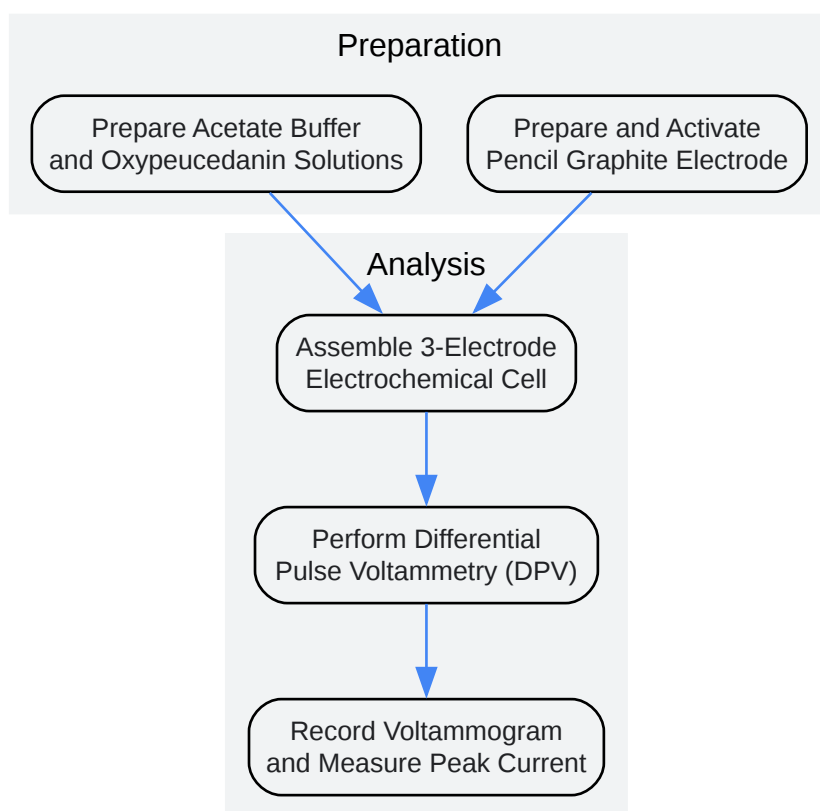 Preparation
Prepare Acetate Buffer
and Oxypeucedanin Solutions
Prepare and Activate
Pencil Graphite Electrode
Analysis
Assemble 3-Electrode
Electrochemical Cell
Perform Differential
Pulse Voltammetry (DPV)
Record Voltammogram
and Measure Peak Current